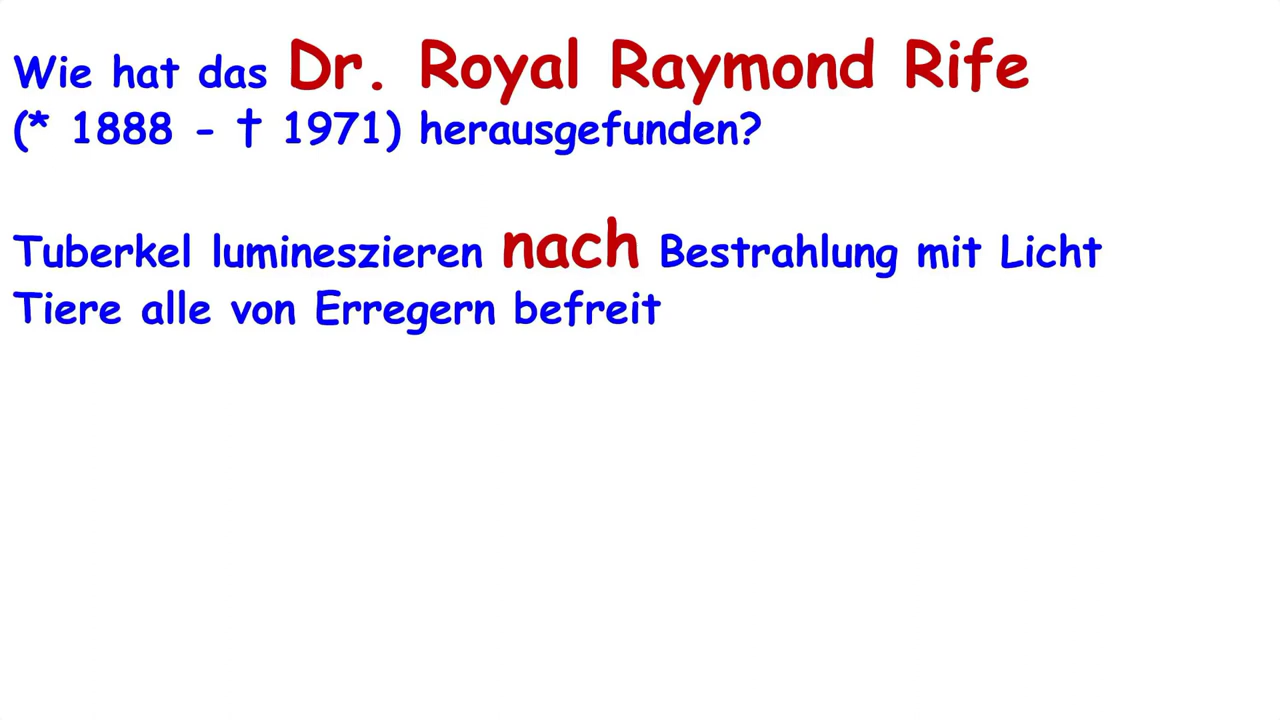 Wie hat das Dr. Royal Raymond Rife
(* 1888 - † 1971) herausgefunden?
Tuberkel lumineszieren nach Bestrahlung mit Licht
Tiere alle von Erregern befreit